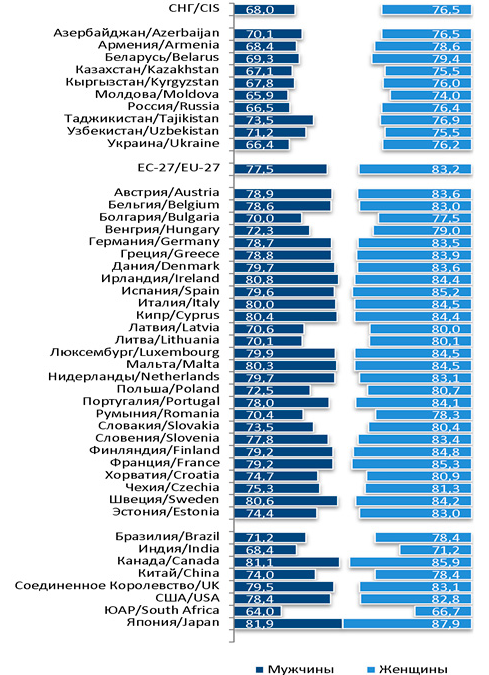 СНГ/CIS 68,0 76,5
Азербайджан/Azerbaijan 70,1 76,5
Армения/Armenia 68,4 78,6
Беларусь/Belarus 69,3 79,4
Казахстан/Kazakhstan 67,1 75,5
Кыргызстан/Kyrgyzstan 67,8 76,0
Молдова/Moldova 65,9 74,0
Россия/Russia 66,5 76,4
Таджикистан/Tajikistan 73,5 76,9
Узбекистан/Uzbekistan 71,2 75,5
Украина/Ukraine 66,4 76,2
ЕС-27/EU-27 77,5 83,2
Австрия/Austria 78,9 83,6
Бельгия/Belgium 78,6 83,0
Болгария/Bulgaria 70,0 77,5
Венгрия/Hungary 72,3 79,0
Германия/Germany 78,7 83,5
Греция/Greece 78,8 83,9
Дания/Denmark 79,7 83,6
Ирландия/Ireland 80,8 84,4
Испания/Spain 79,6 85,2
Италия/Italy 80,0 84,5
Кипр/Cyprus 80,4 84,4
Латвия/Latvia 70,6 80,0
Литва/Lithuania 70,1 80,1
Люксембург/Luxembourg 79,9 84,5
Мальта/Malta 80,3 84,5
Нидерланды/Netherlands 79,7 83,1
Польша/Poland 72,5 80,7
Португалия/Portugal 78,0 84,1
Румыния/Romania 70,4 78,3
Словакия/Slovakia 73,5 80,4
Словения/Slovenia 77,8 83,4
Финляндия/Finland 79,2 84,8
Франция/France 79,2 85,3
Хорватия/Croatia 74,7 80,9
Чехия/Czechia 75,3 81,3
Швеция/Sweden 80,6 84,2
Эстония/Estonia 74,4 83,0
Бразилия/Brazil 71,2 78,4
Индия/India 68,4 71,2
Канада/Canada 81,1 85,9
Китай/China 74,0 78,4
Соединенное Королевство/UK 79,5 83,1
США/USA 78,4 82,8
ЮАР/South Africa 64,0 66,7
Япония/Japan 81,9 87,9
Мужчины Женщины